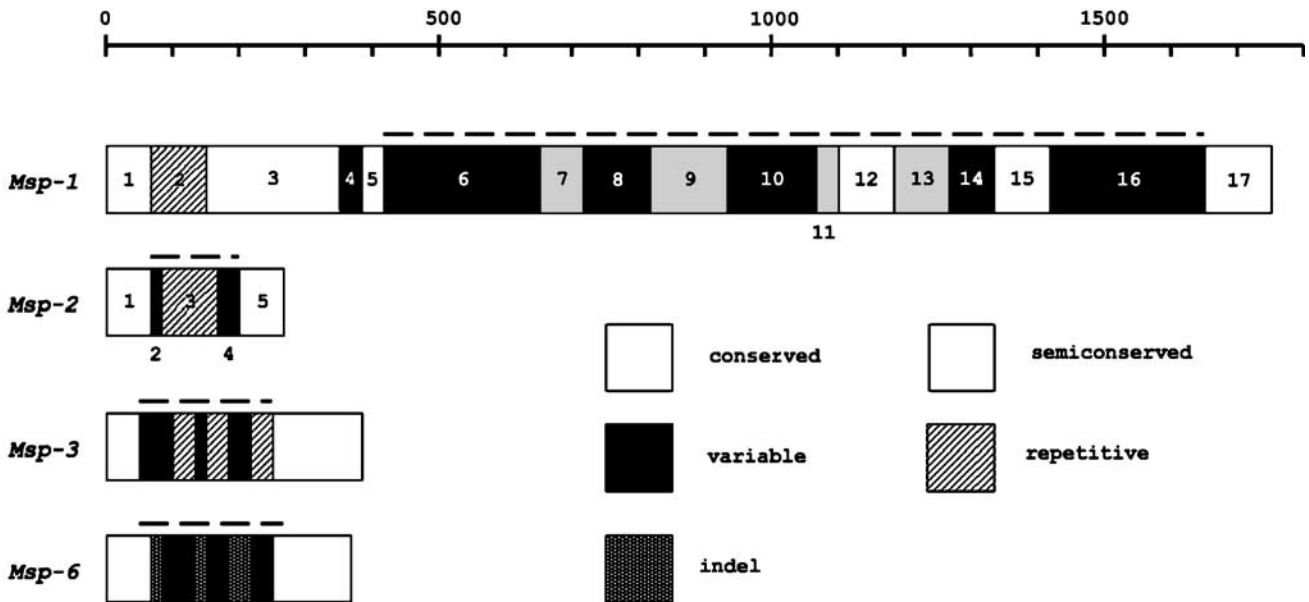 0 500 1000 1500
Msp-1 1 2 3 4 5 6 7 8 9 10 12 13 14 15 16 17
11
Msp-2 1 3 5
2 4
conserved semiconserved
Msp-3
variable repetitive
Msp-6
indel